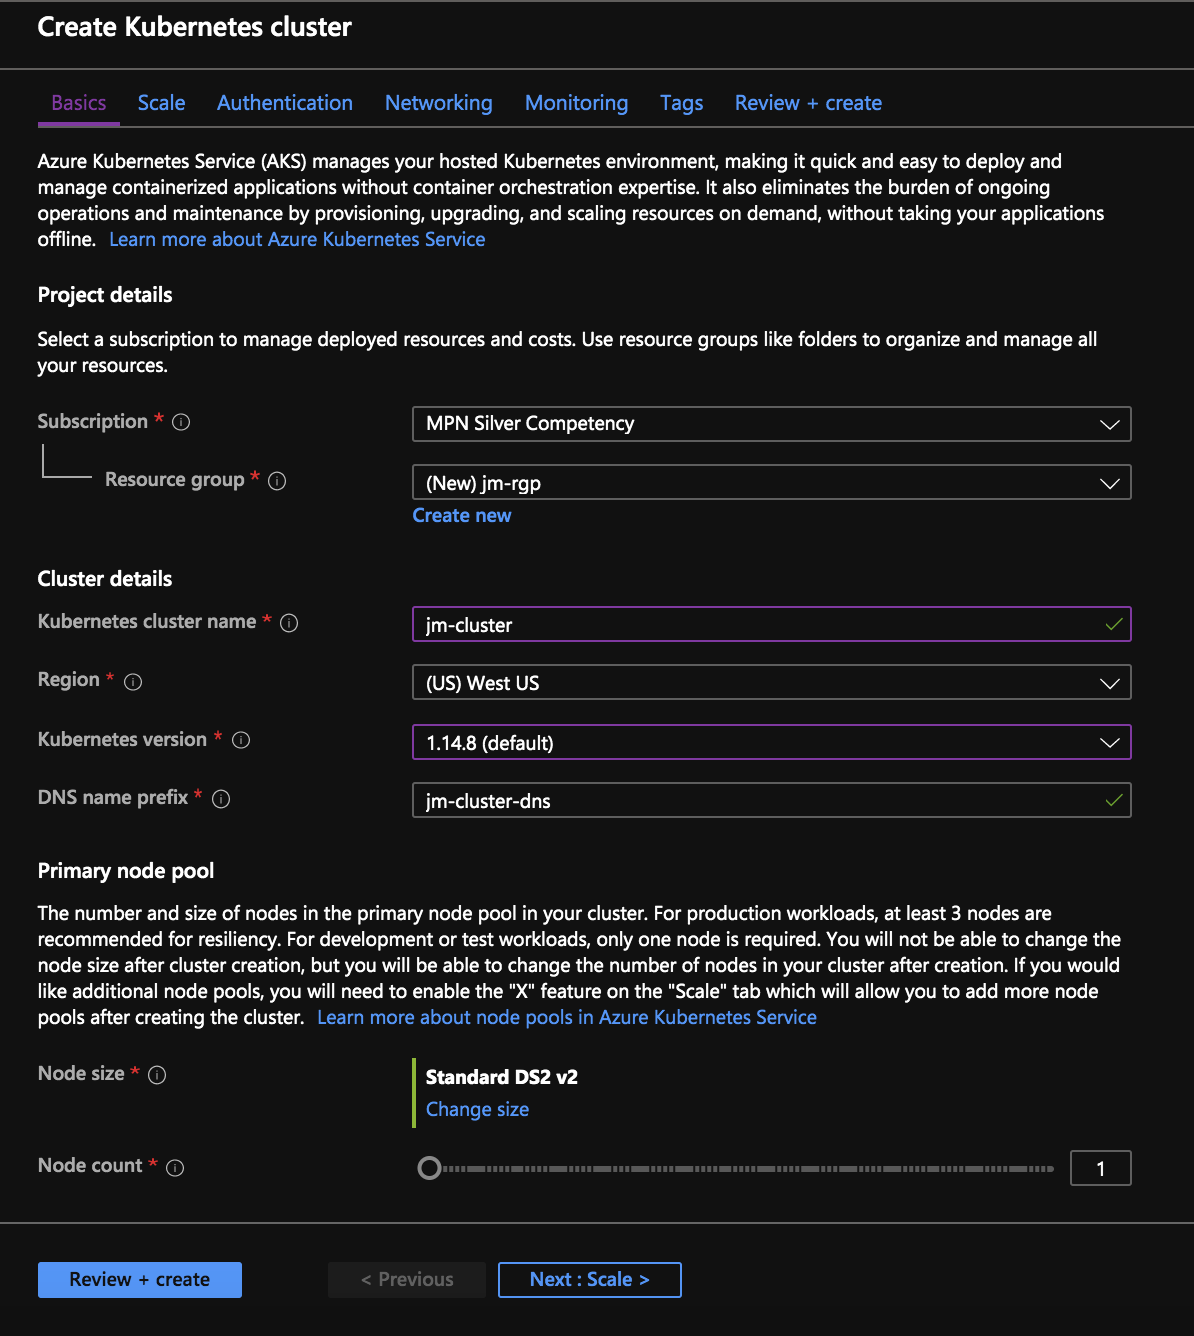 Create Kubernetes cluster
Basics Scale Authentication Networking Monitoring Tags Review + create
Azure Kubernetes Service (AKS) manages your hosted Kubernetes environment, making it quick and easy to deploy and
manage containerized applications without container orchestration expertise. It also eliminates the burden of ongoing
operations and maintenance by provisioning, upgrading, and scaling resources on demand, without taking your applications
offline. Learn more about Azure Kubernetes Service
Project details
Select a subscription to manage deployed resources and costs. Use resource groups like folders to organize and manage all
your resources.
Subscription * MPN Silver Competency
Resource group * (New) jm-rgp
Create new
Cluster details
Kubernetes cluster name * jm-cluster
Region * (US) West US
Kubernetes version * 1.14.8 (default)
DNS name prefix * jm-cluster-dns
Primary node pool
The number and size of nodes in the primary node pool in your cluster. For production workloads, at least 3 nodes are
recommended for resiliency. For development or test workloads, only one node is required. You will not be able to change the
node size after cluster creation, but you will be able to change the number of nodes in your cluster after creation. If you would
like additional node pools, you will need to enable the "X" feature on the "Scale" tab which will allow you to add more node
pools after creating the cluster. Learn more about node pools in Azure Kubernetes Service
Node size * Standard DS2 v2
Change size
Node count * 1
Review + create < Previous Next : Scale >